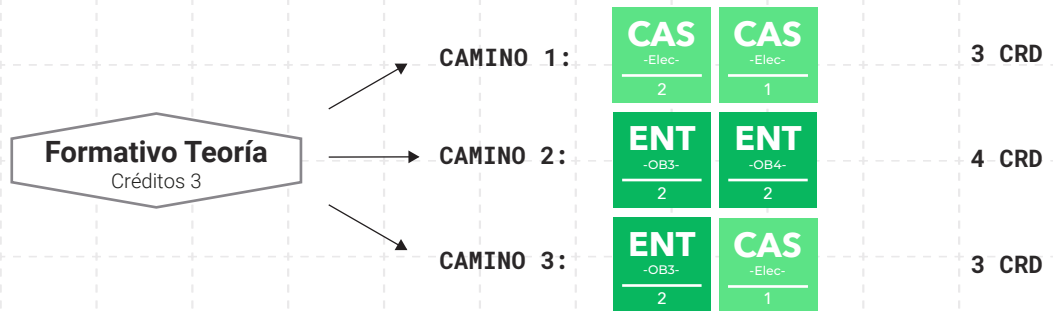 Formativo Teoría
Créditos 3
CAMINO 1:
CAS
-Elec-
2
CAS
-Elec-
1
3 CRD
CAMINO 2:
ENT
-OB3-
2
ENT
-OB4-
2
4 CRD
CAMINO 3:
ENT
-OB3-
2
CAS
-Elec-
1
3 CRD